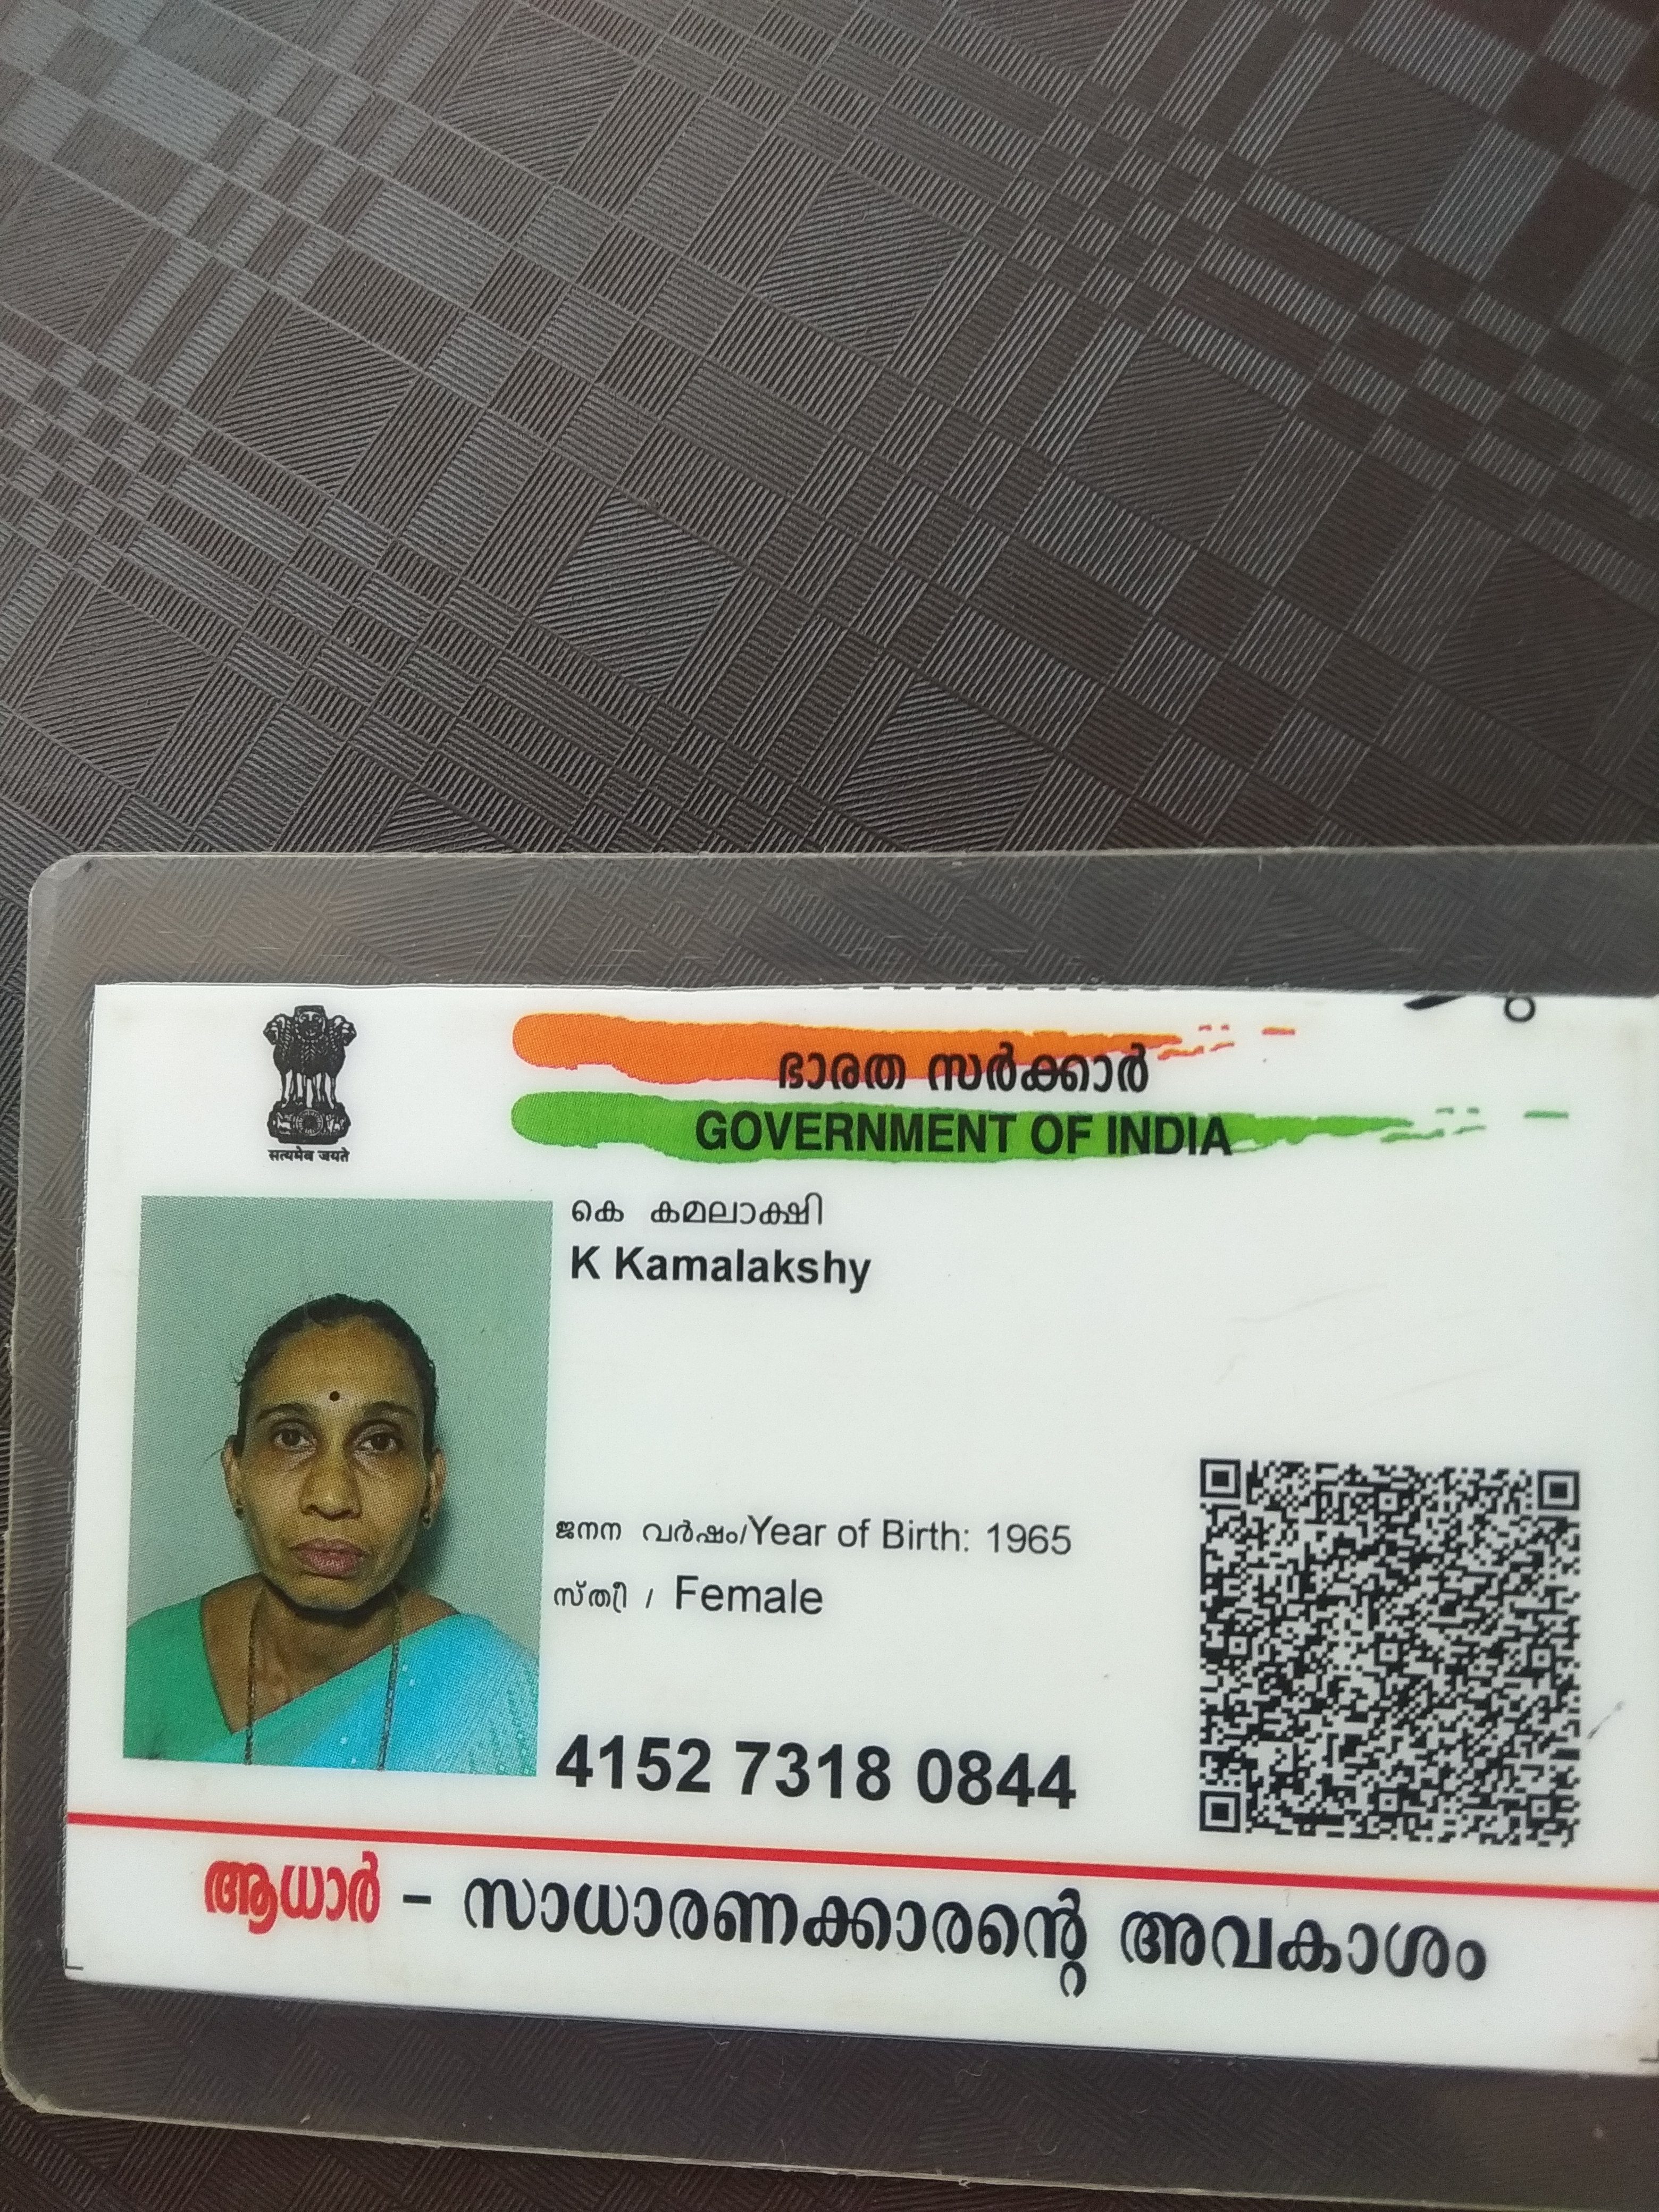 ഭാരത സർക്കാർ
GOVERNMENT OF INDIA
सत्यमेव जयते
കെ കമലാക്ഷി
K Kamalakshy
ജനന വർഷം/Year of Birth: 1965
സ്ത്രീ / Female
4152 7318 0844
ആധാർ - സാധാരണക്കാരന്റെ അവകാശം